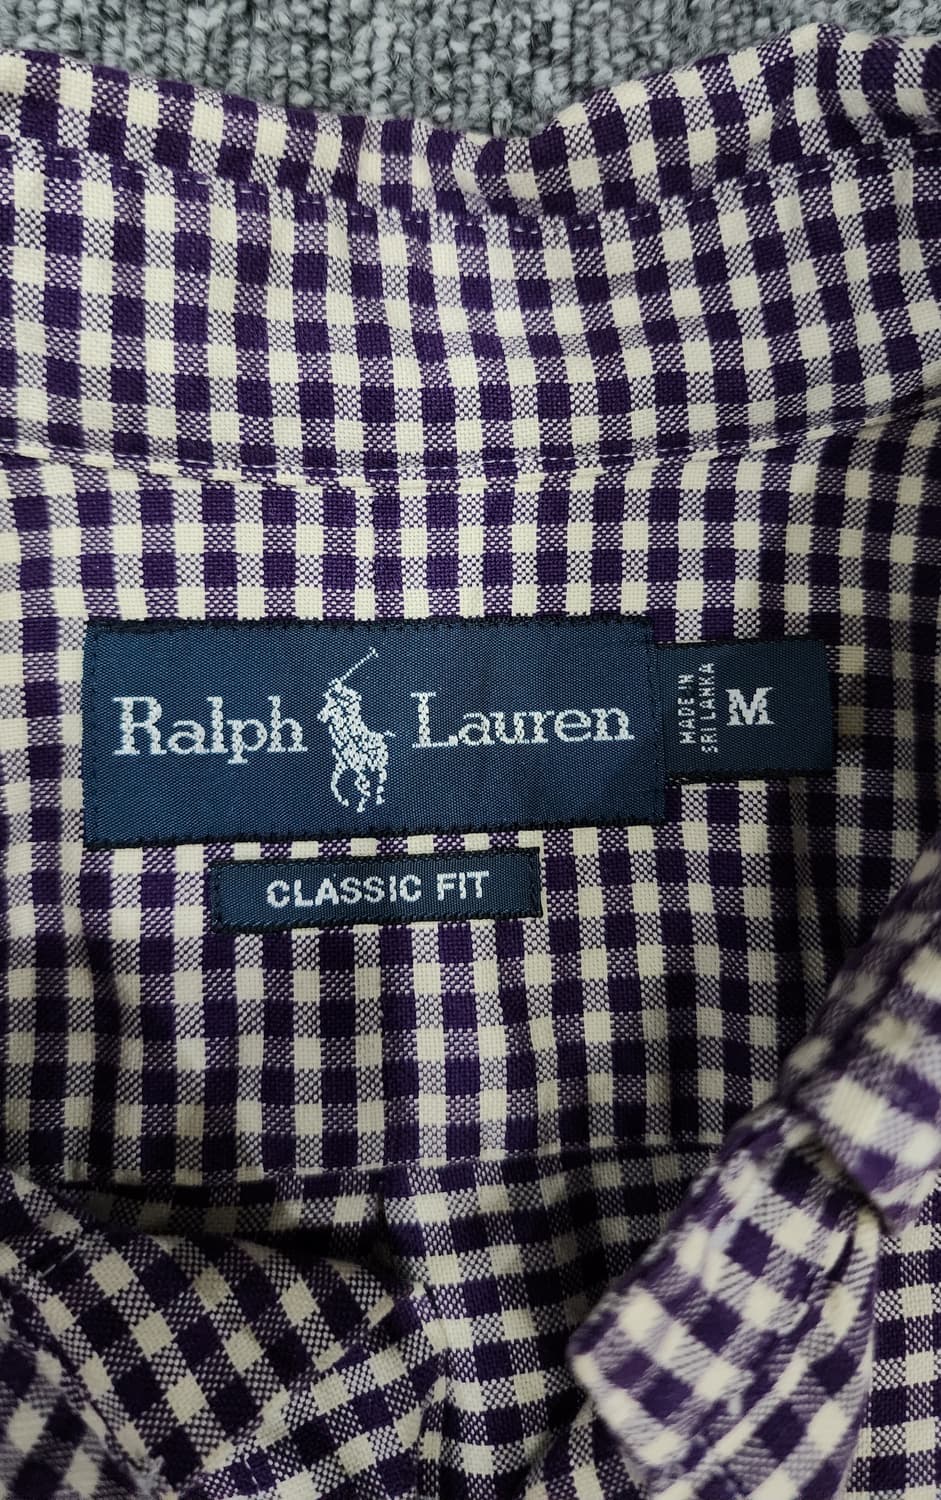 Ralph Lauren
MADE IN
SRI LANKA
M
CLASSIC FIT